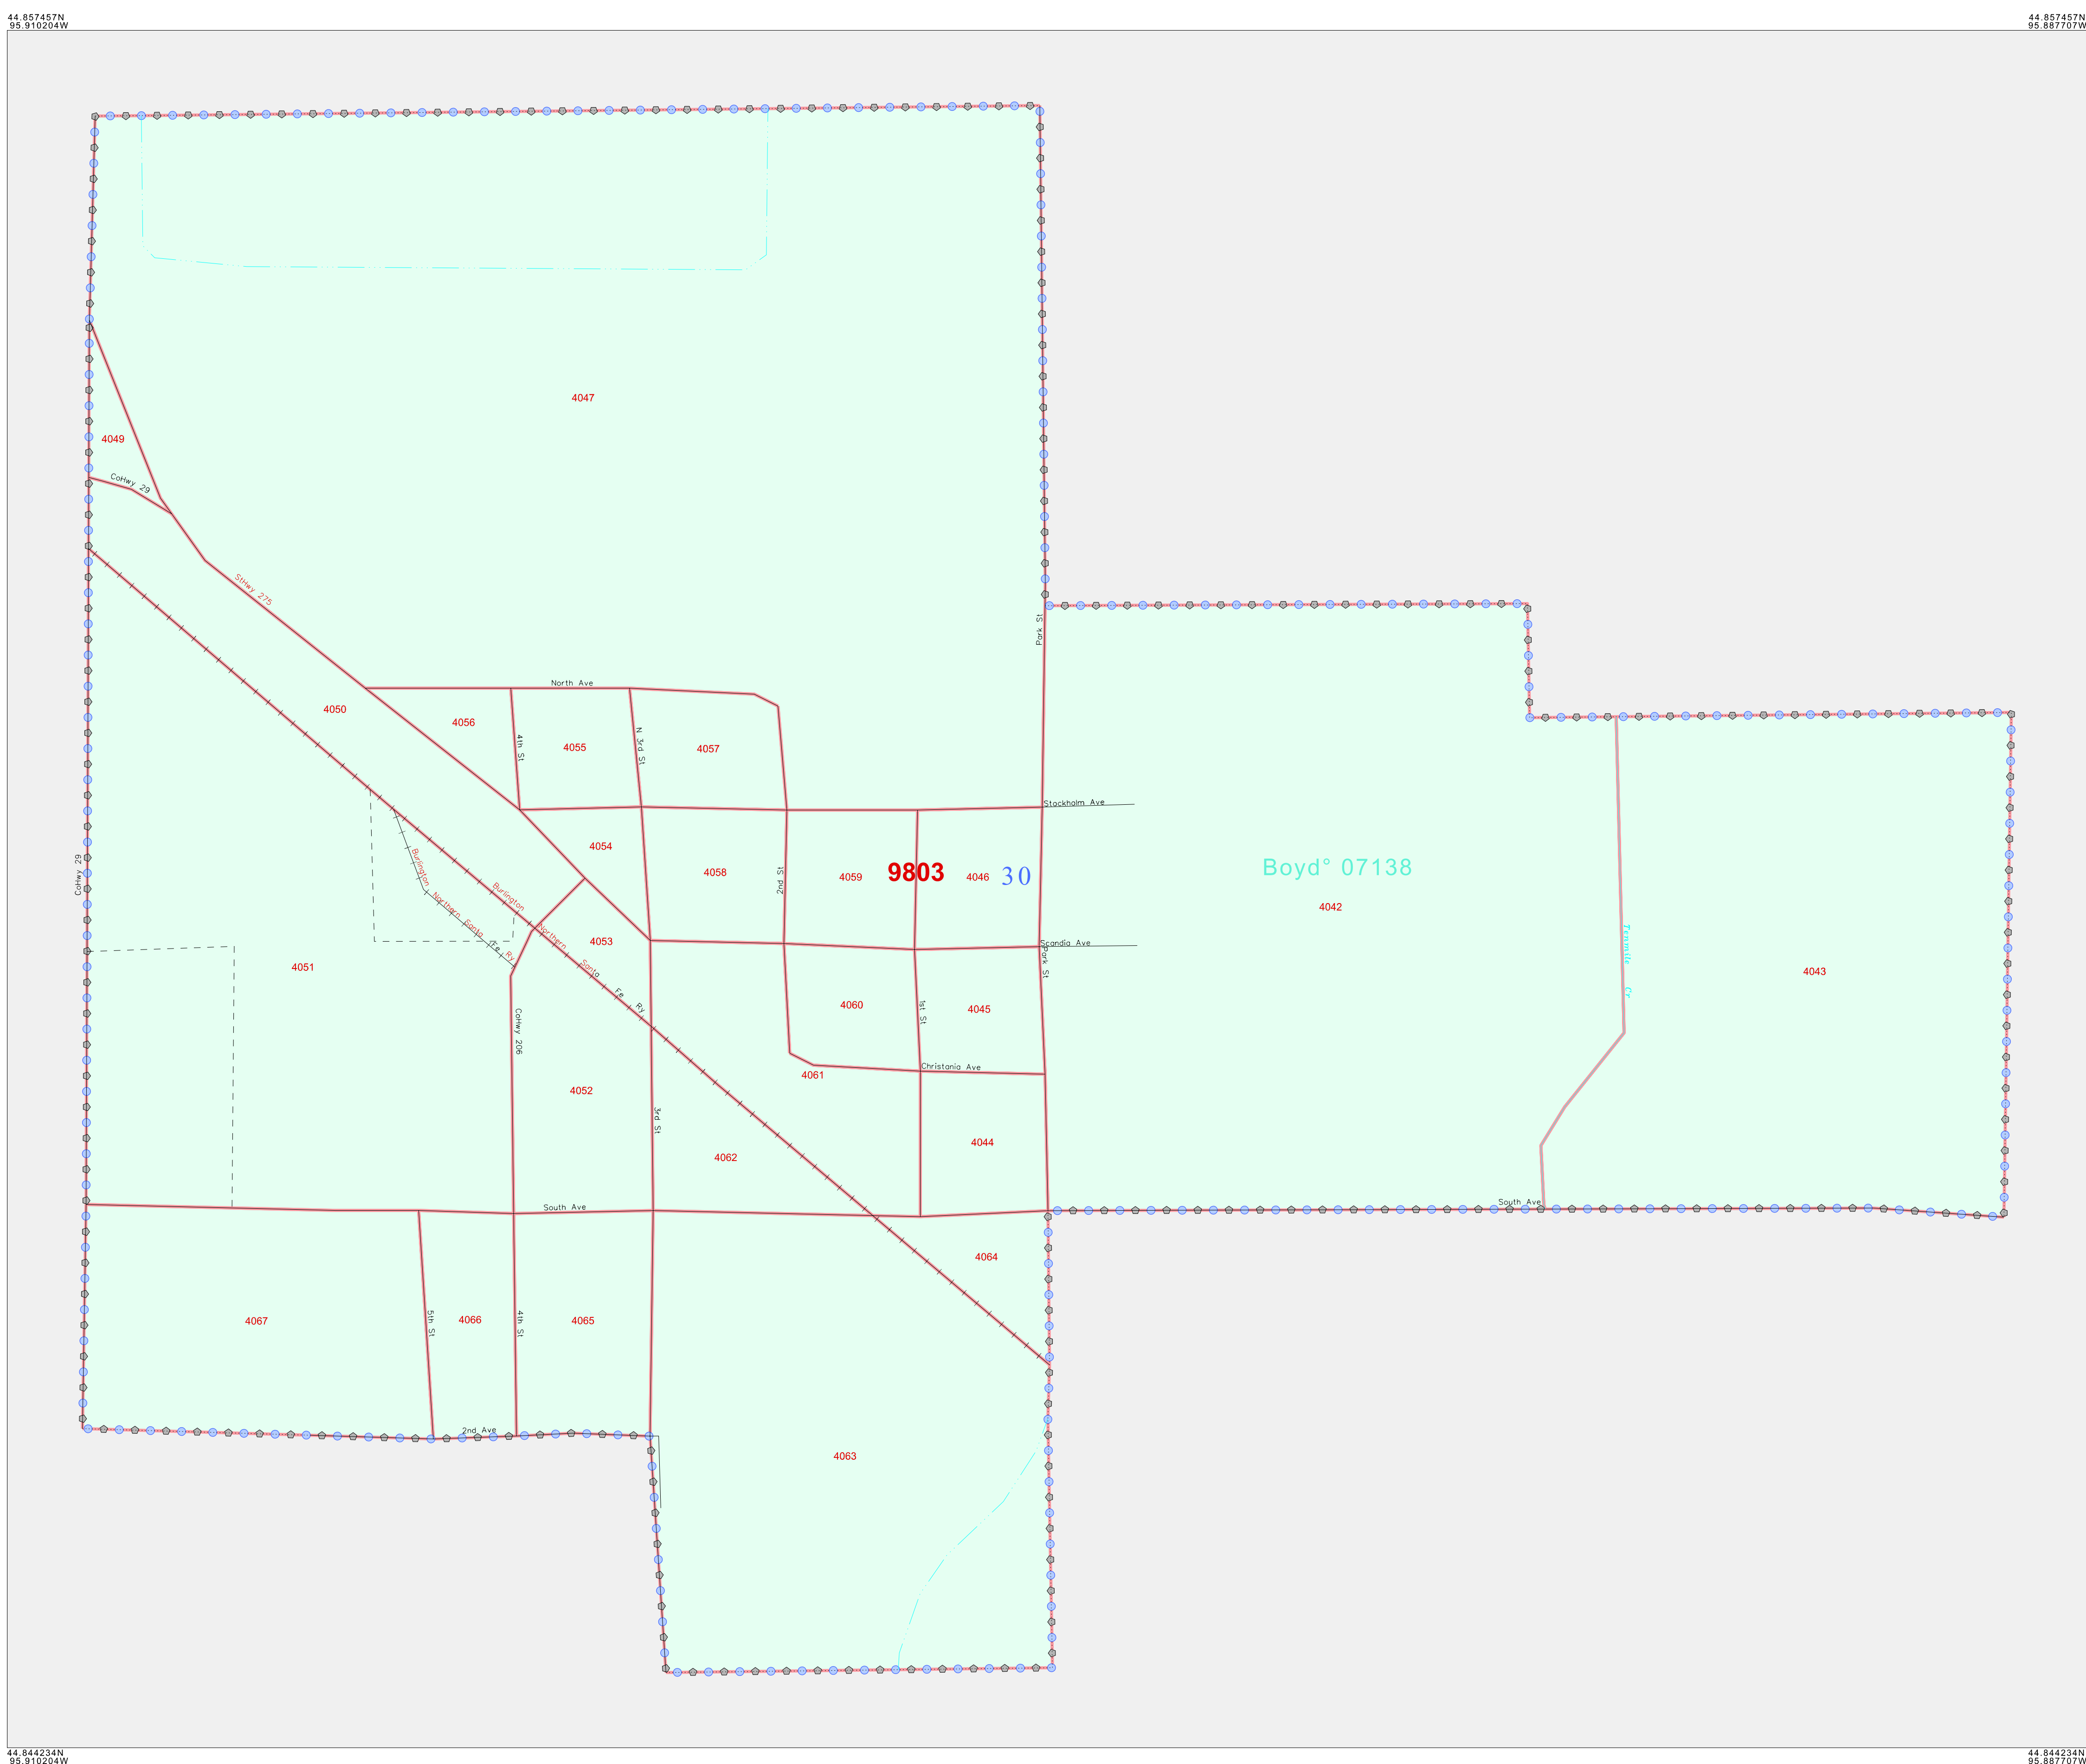 44.857457N
95.910204W
44.857457N
95.887707W
4047
4049
CoHwy 29
StHwy 275
Park St
North Ave
4050
4056
4th St
4055
N 3rd St
4057
Stockholm Ave
4054
4058
2nd St
4059
9803
4046
30
Boyd° 07138
4042
CoHwy 29
Burlington Northern Santa Fe Ry
Burlington Northern Santa Fe Ry
4053
Scandia Ave
Park St
Tenmile Cr
4051
4043
CoHwy 206
4060
1st St
4045
4061
Christania Ave
4052
3rd St
4062
4044
South Ave
South Ave
4064
4067
5th St
4066
4th St
4065
2nd Ave
4063
44.844234N
95.910204W
44.844234N
95.887707W